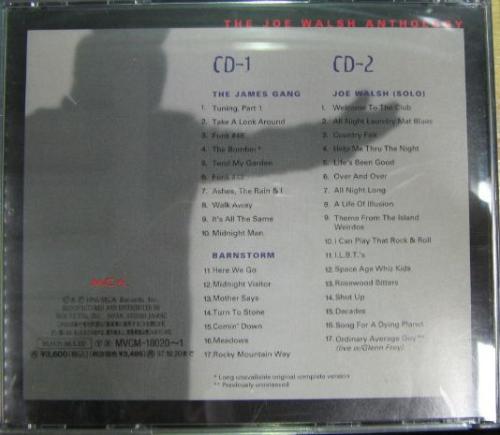 THE JOE WALSH ANTHOLOGY
CD-1
THE JAMES GANG
1. Tuning, Part 1
2. Take A Look Around
3. Funk #48
4. The Bomber *
5. Tend My Garden
6. Funk #49
7. Ashes, The Rain & I
8. Walk Away
9. It's All The Same
10. Midnight Man
BARNSTORM
11. Here We Go
12. Midnight Visitor
13. Mother Says
14. Turn To Stone
15. Comin' Down
16. Meadows
17. Rocky Mountain Way
CD-2
JOE WALSH (SOLO)
1. Welcome To The Club
2. All Night Laundry Mat Blues
3. Country Fair
4. Help Me Thru The Night
5. Life's Been Good
6. Over And Over
7. All Night Long
8. A Life Of Illusion
9. Theme From The Island
Weirdos
10. I Can Play That Rock & Roll
11. I.L.B.T.'s
12. Space Age Whiz Kids
13. Rosewood Bitters
14. Shut Up
15. Decades
16. Song For A Dying Planet
17. Ordinary Average Guy **
(live w/Glenn Frey)
* Long unavailable original complete version
** Previously unreleased
MCA
MCA Records, Inc.
MVCM-18020~1
¥3,600(税込)